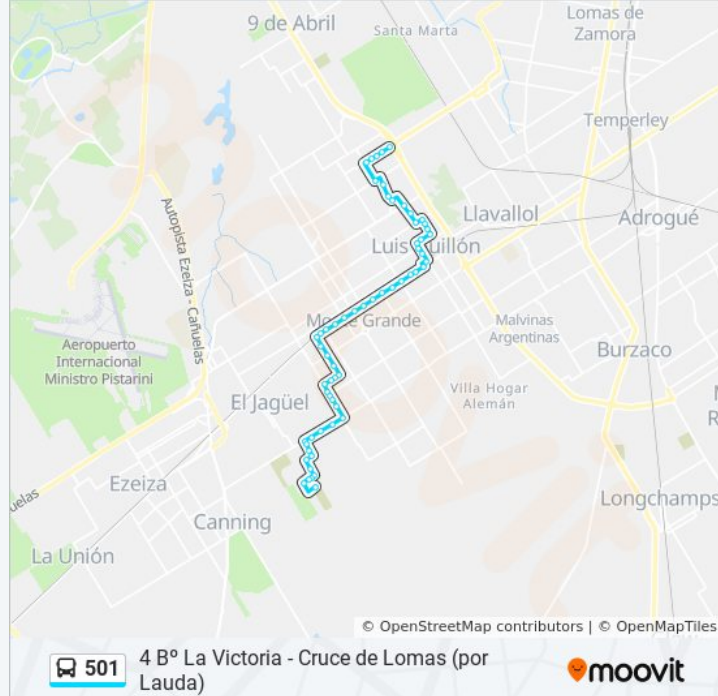 9 de Abril
Santa Marta
Lomas de
Zamora
Temperley
Llavallol
Adrogué
Luis Guillón
Autopista Ezeiza - Cañuelas
Monte Grande
Malvinas
Argentinas
Aeropuerto
Internacional
Ministro Pistarini
Burzaco
El Jagüel
Villa Hogar
Alemán
Ezeiza
Longchamps
Canning
La Unión
© OpenStreetMap contributors | © OpenMapTiles
501
4 Bº La Victoria - Cruce de Lomas (por
Lauda)
moovit